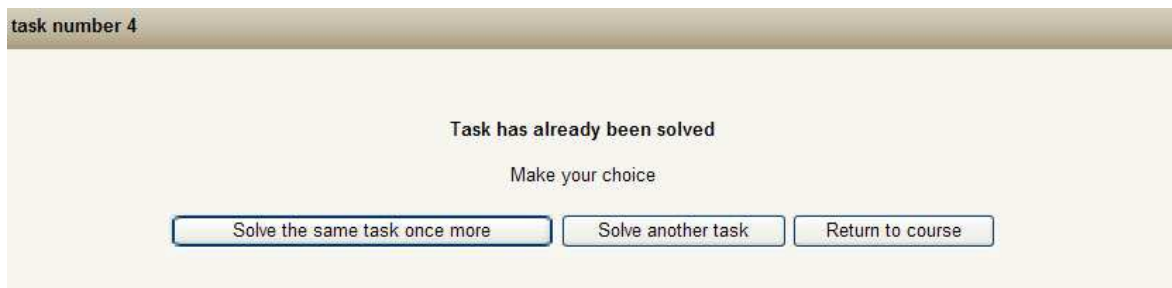 task number 4
Task has already been solved
Make your choice
Solve the same task once more Solve another task Return to course